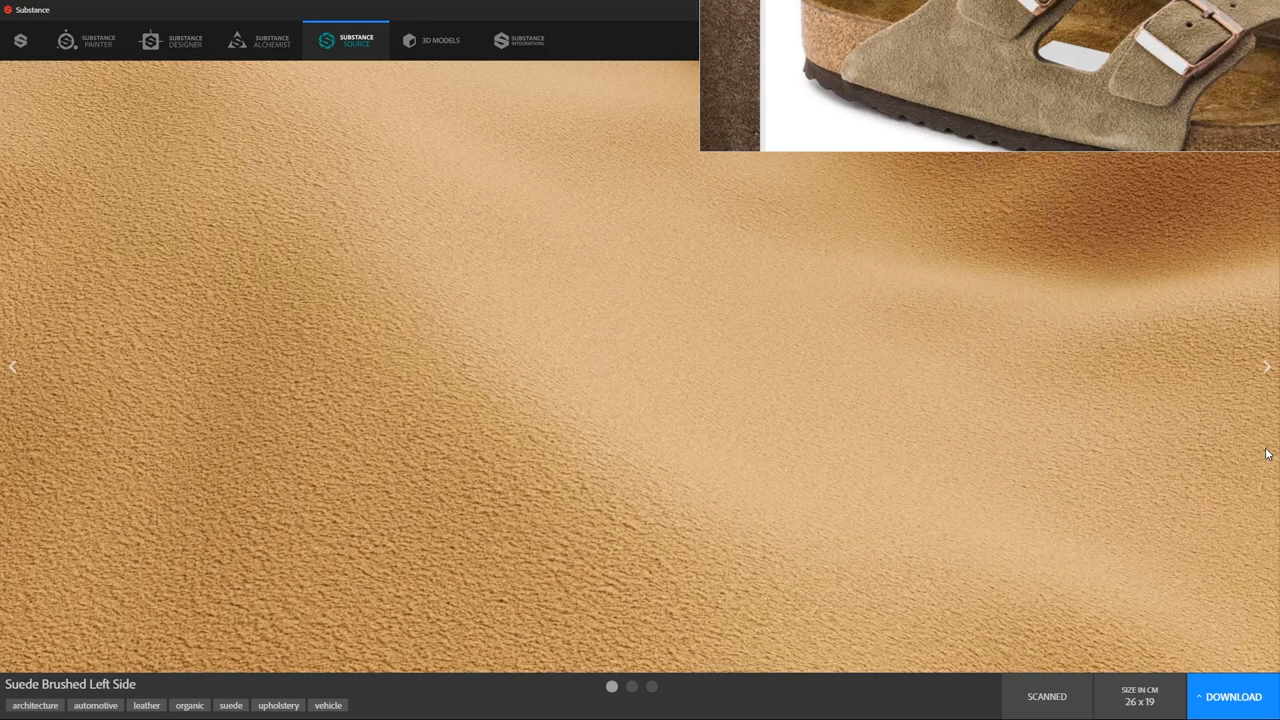 Substance
SUBSTANCE PAINTER
SUBSTANCE DESIGNER
SUBSTANCE ALCHEMIST
SUBSTANCE SOURCE
3D MODELS
SUBSTANCE INTEGRATIONS
Suede Brushed Left Side
architecture automotive leather organic suede upholstery vehicle
SCANNED
SIZE IN CM
26 x 19
DOWNLOAD